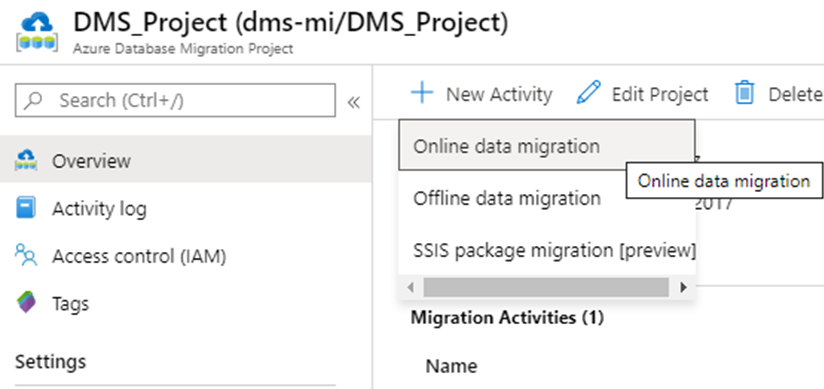 DMS_Project (dms-mi/DMS_Project)
Azure Database Migration Project
Search (Ctrl+/)
«
New Activity
Edit Project
Delete
Overview
Activity log
Access control (IAM)
Tags
Settings
Online data migration
Online data migration
Offline data migration
2017
SSIS package migration [preview]
Migration Activities (1)
Name